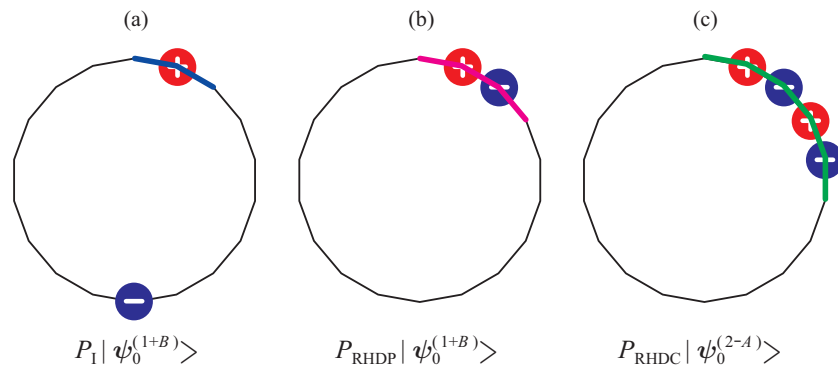 (a) (b) (c)
+ + − + − + −
−
P_I | ψ_0^(1+B) > P_RHDP | ψ_0^(1+B) > P_RHDC | ψ_0^(2−A) >